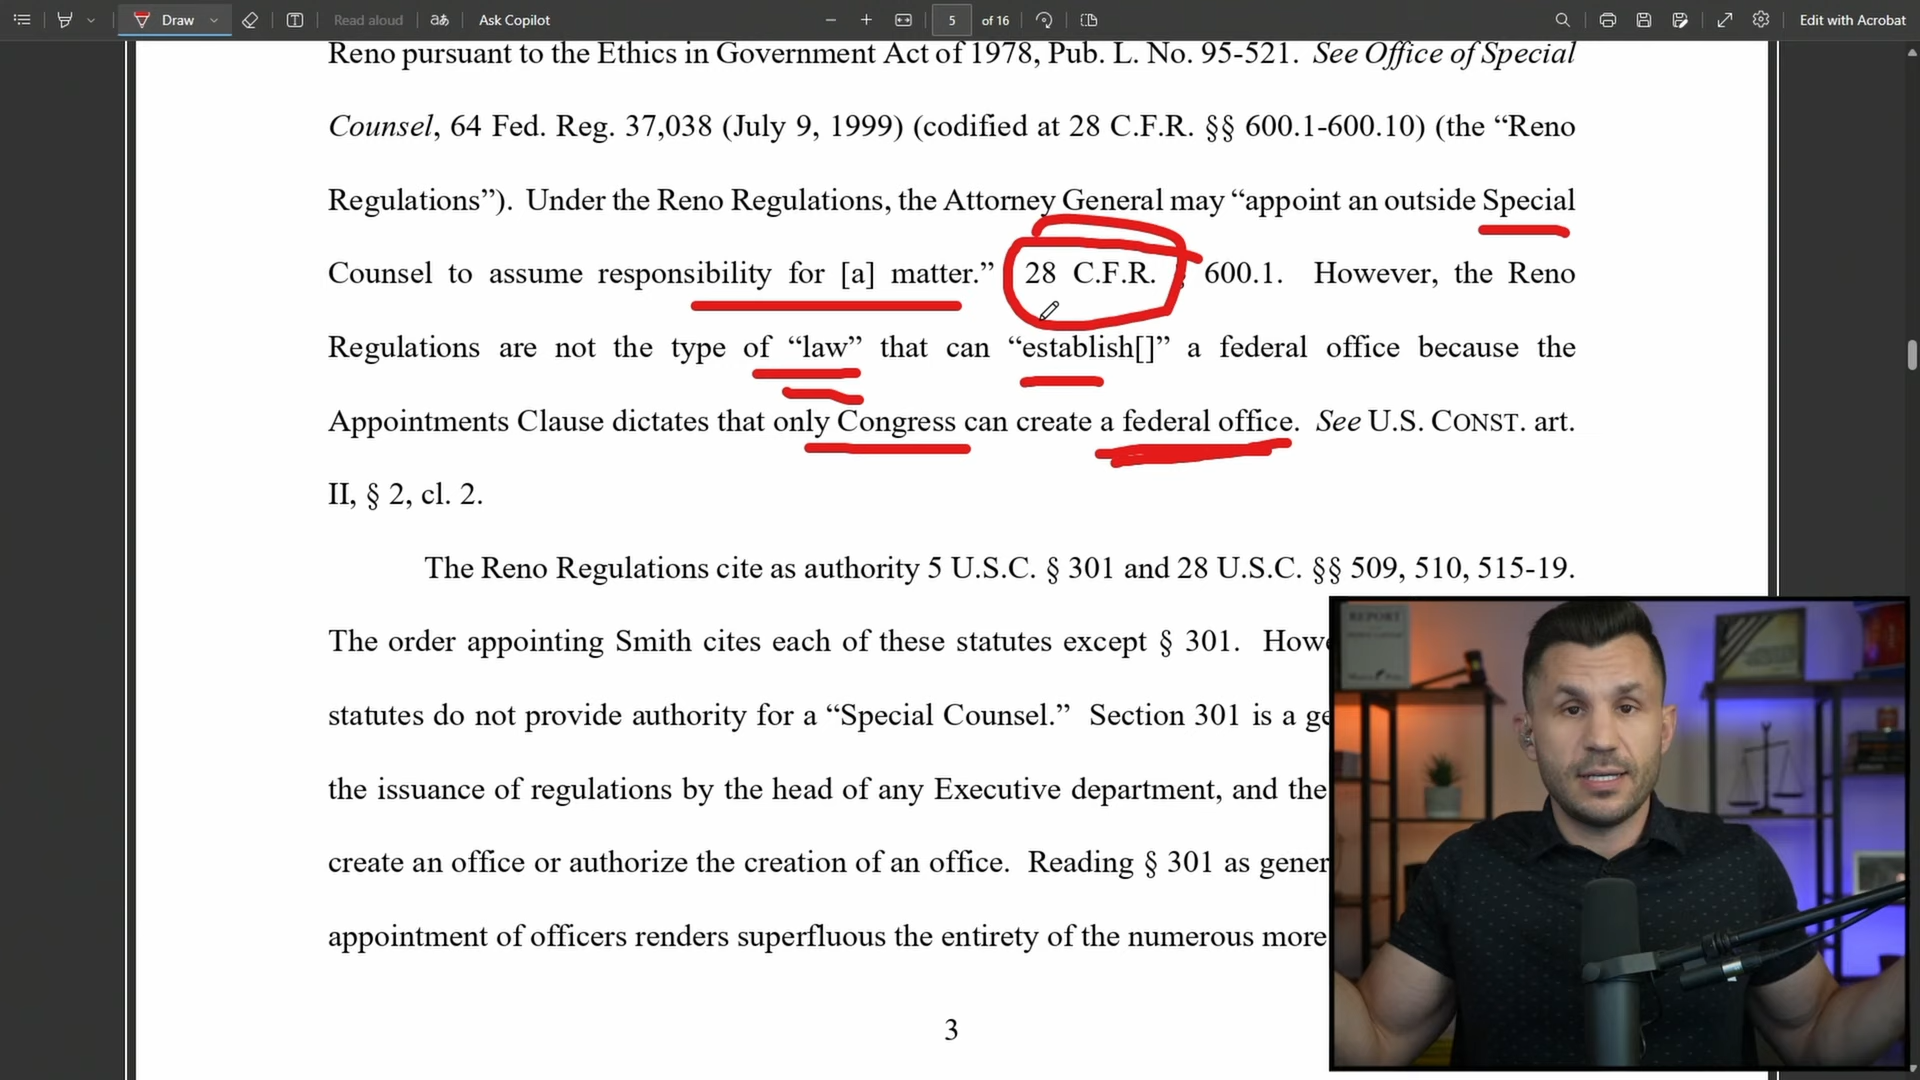 Draw
Read aloud
aあ
Ask Copilot
5
of 16
Edit with Acrobat
Reno pursuant to the Ethics in Government Act of 1978, Pub. L. No. 95-521. See Office of Special
Counsel, 64 Fed. Reg. 37,038 (July 9, 1999) (codified at 28 C.F.R. §§ 600.1-600.10) (the “Reno
Regulations”). Under the Reno Regulations, the Attorney General may “appoint an outside Special
Counsel to assume responsibility for [a] matter.” 28 C.F.R. § 600.1. However, the Reno
Regulations are not the type of “law” that can “establish[]” a federal office because the
Appointments Clause dictates that only Congress can create a federal office. See U.S. CONST. art.
II, § 2, cl. 2.
The Reno Regulations cite as authority 5 U.S.C. § 301 and 28 U.S.C. §§ 509, 510, 515-19.
The order appointing Smith cites each of these statutes except § 301. Howe
statutes do not provide authority for a “Special Counsel.” Section 301 is a ge
the issuance of regulations by the head of any Executive department, and the
create an office or authorize the creation of an office. Reading § 301 as gener
appointment of officers renders superfluous the entirety of the numerous more
3
REPORT